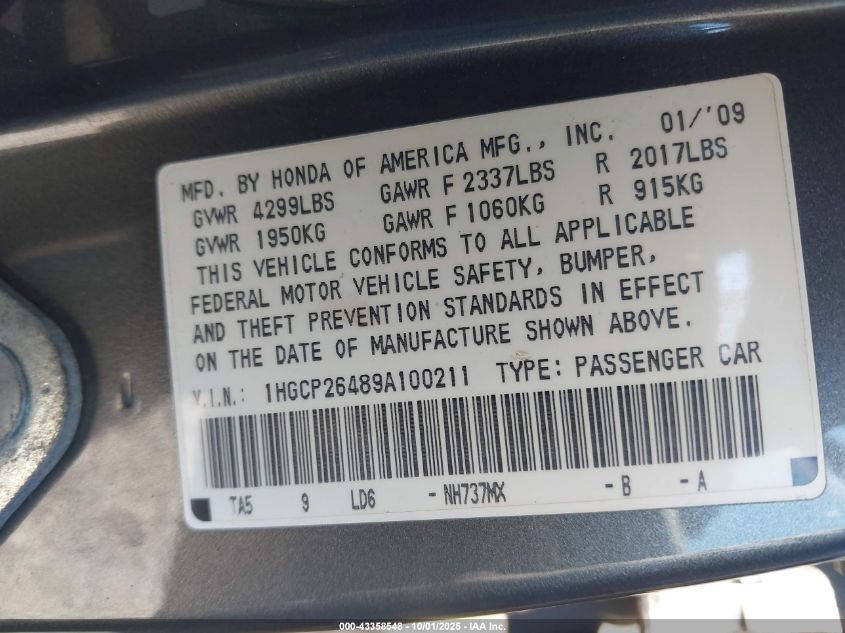 MFD. BY HONDA OF AMERICA MFG., INC. 01/'09
GVWR 4299LBS GAWR F 2337LBS R 2017LBS
GVWR 1950KG GAWR F 1060KG R 915KG
THIS VEHICLE CONFORMS TO ALL APPLICABLE
FEDERAL MOTOR VEHICLE SAFETY, BUMPER,
AND THEFT PREVENTION STANDARDS IN EFFECT
ON THE DATE OF MANUFACTURE SHOWN ABOVE.
V.I.N.: 1HGCP26489A100211 TYPE: PASSENGER CAR
TA5 9 LD6 -NH737MX -B -A
000-43358548 - 10/01/2025 - IAA Inc.